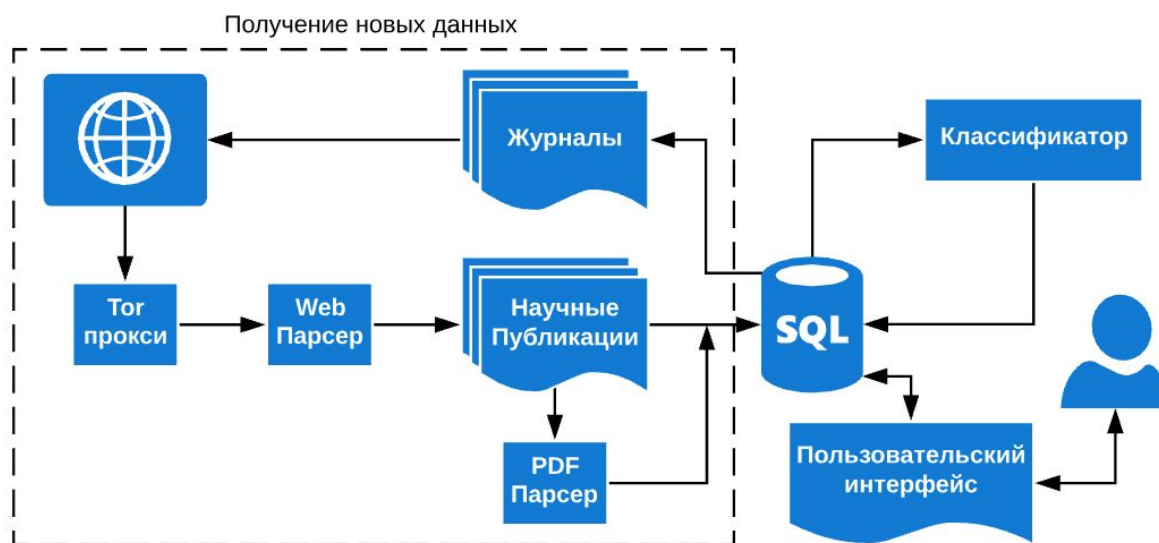 Получение новых данных
Журналы
Классификатор
Tor
прокси
Web
Парсер
Научные
Публикации
SQL
PDF
Парсер
Пользовательский
интерфейс